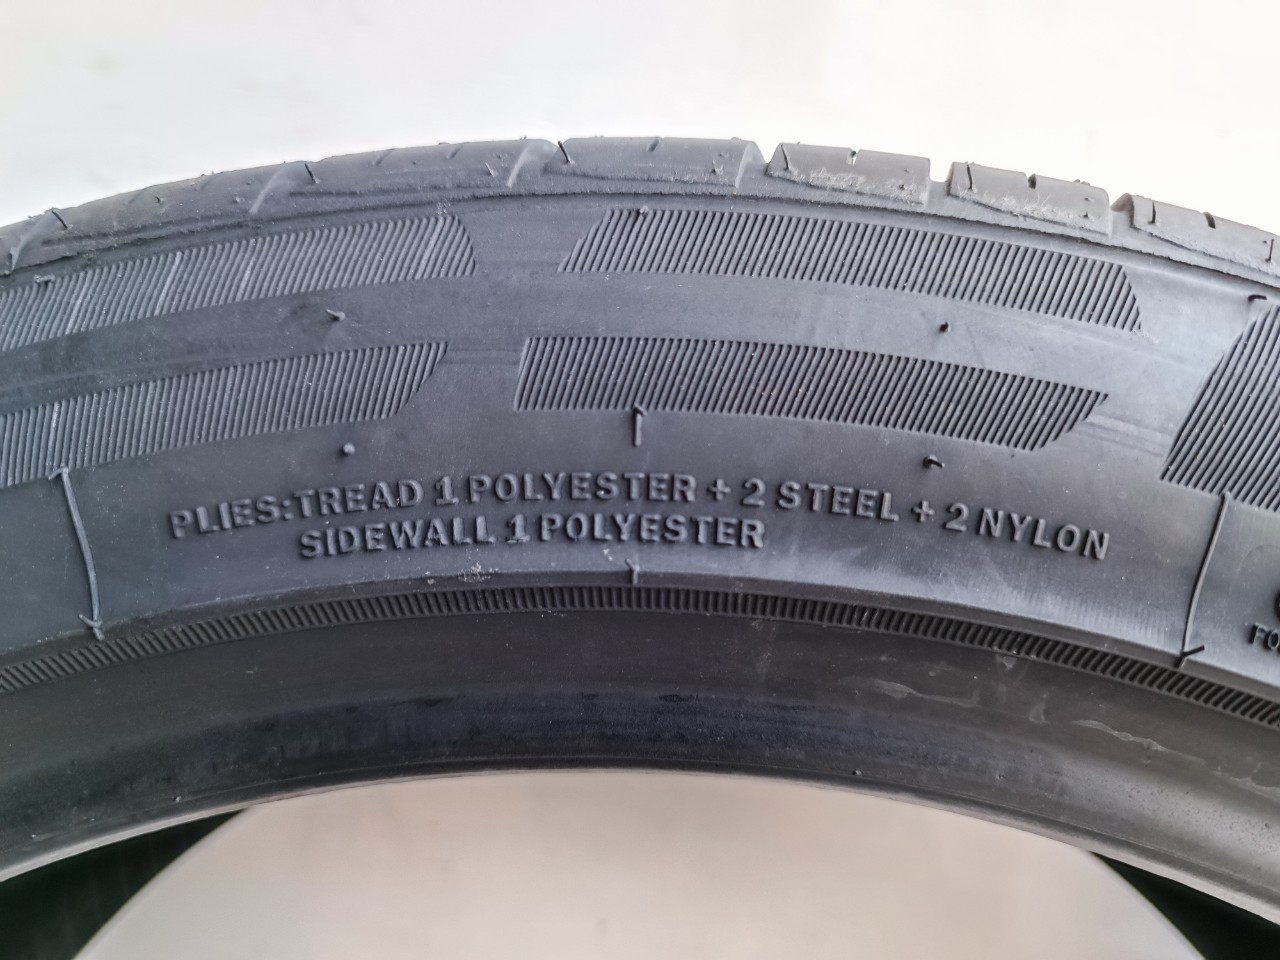 PLIES:TREAD 1 POLYESTER + 2 STEEL + 2 NYLON
SIDEWALL 1 POLYESTER